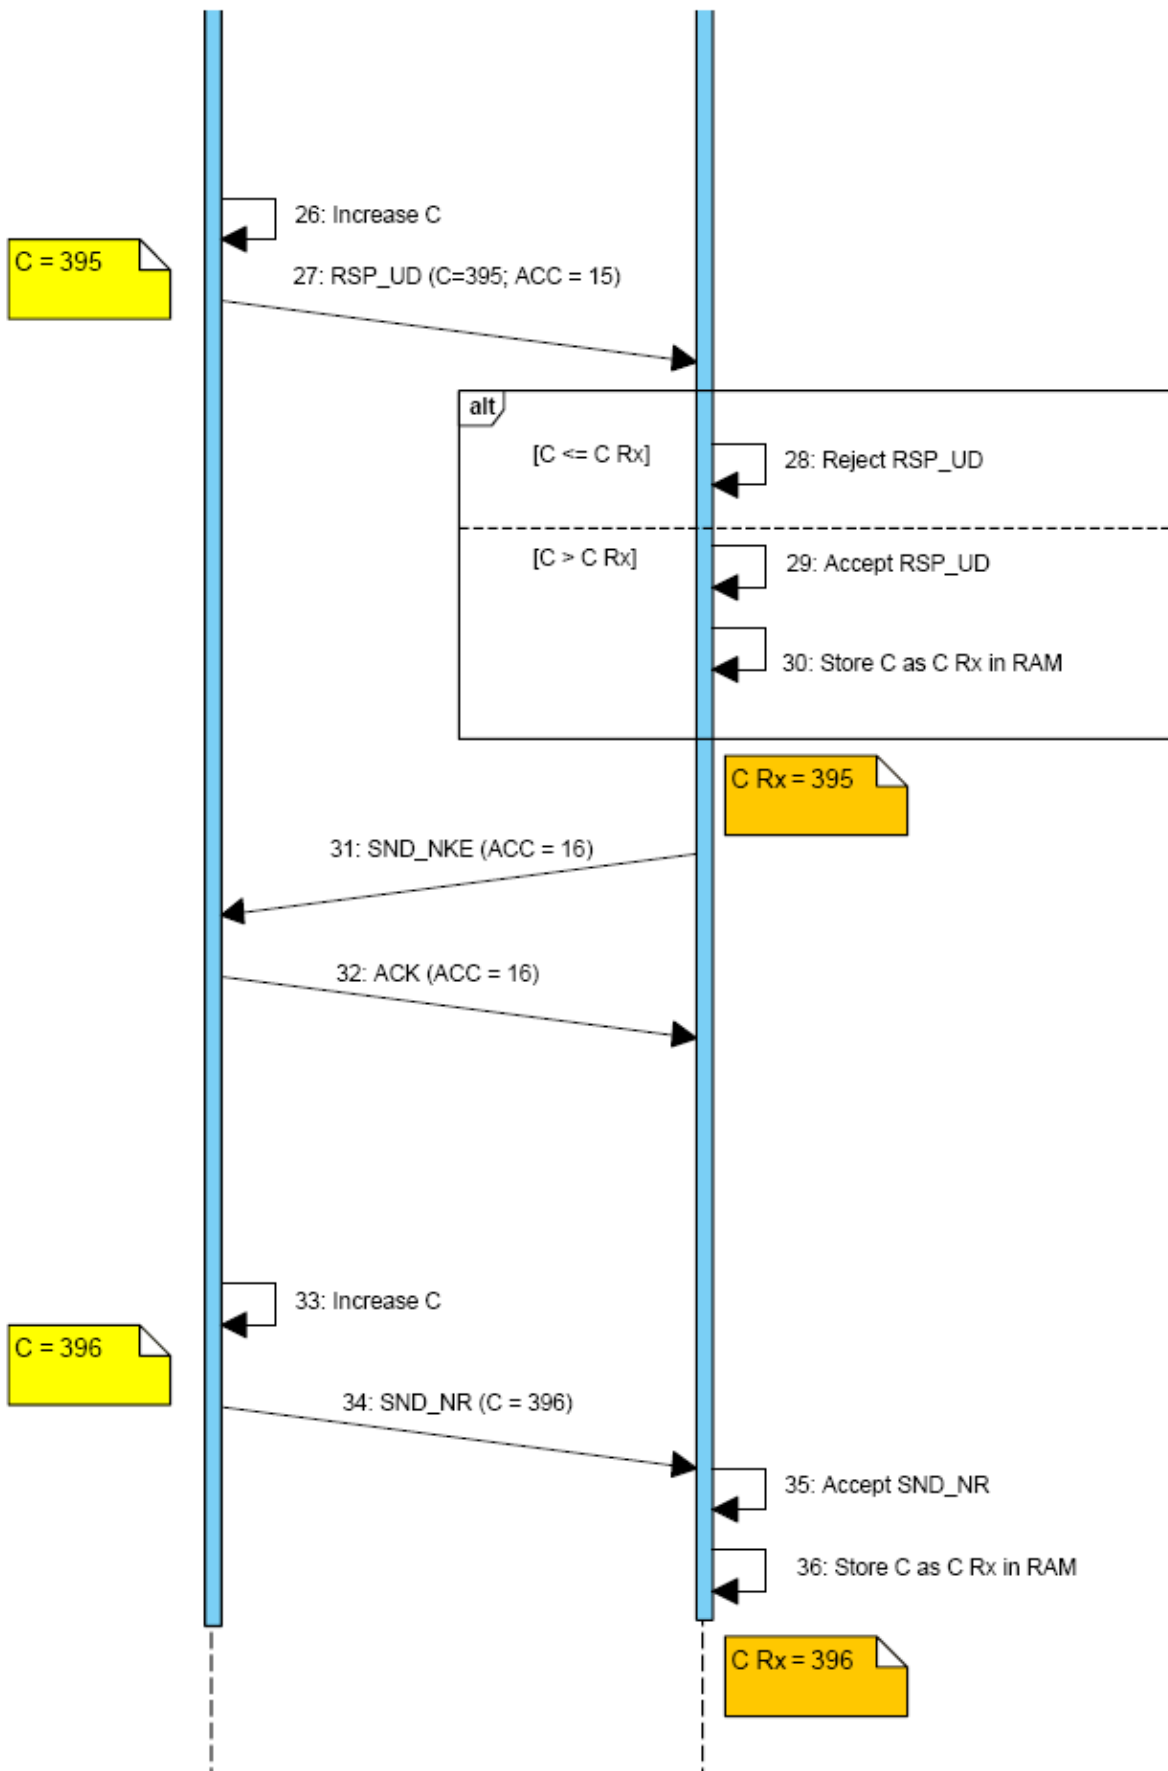 26: Increase C
C = 395
27: RSP_UD (C=395; ACC = 15)
alt
[C <= C Rx]
28: Reject RSP_UD
[C > C Rx]
29: Accept RSP_UD
30: Store C as C Rx in RAM
C Rx = 395
31: SND_NKE (ACC = 16)
32: ACK (ACC = 16)
33: Increase C
C = 396
34: SND_NR (C = 396)
35: Accept SND_NR
36: Store C as C Rx in RAM
C Rx = 396